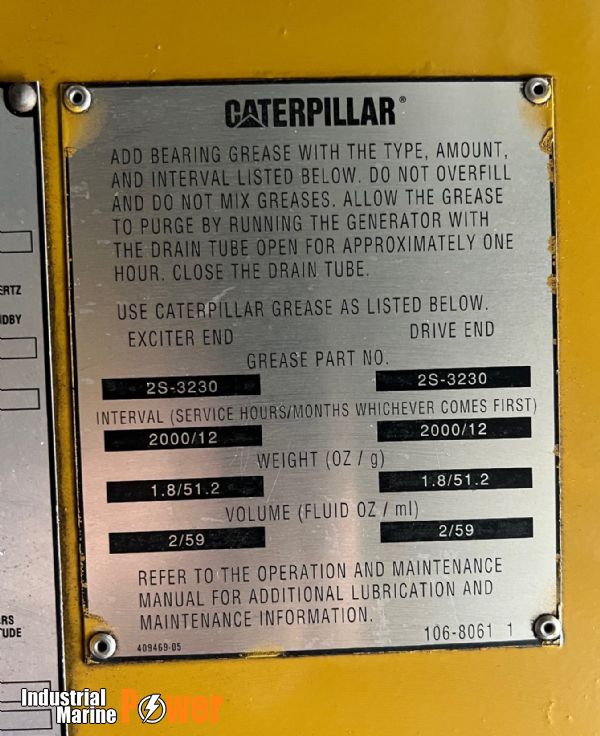 CATERPILLAR®
ADD BEARING GREASE WITH THE TYPE, AMOUNT,
AND INTERVAL LISTED BELOW. DO NOT OVERFILL
AND DO NOT MIX GREASES. ALLOW THE GREASE
TO PURGE BY RUNNING THE GENERATOR WITH
THE DRAIN TUBE OPEN FOR APPROXIMATELY ONE
HOUR. CLOSE THE DRAIN TUBE.
USE CATERPILLAR GREASE AS LISTED BELOW.
EXCITER END DRIVE END
GREASE PART NO.
2S-3230 2S-3230
INTERVAL (SERVICE HOURS/MONTHS WHICHEVER COMES FIRST)
2000/12 2000/12
WEIGHT (OZ / g)
1.8/51.2 1.8/51.2
VOLUME (FLUID OZ / ml)
2/59 2/59
REFER TO THE OPERATION AND MAINTENANCE
MANUAL FOR ADDITIONAL LUBRICATION AND
MAINTENANCE INFORMATION.
409469-05 106-8061 1
Industrial
Marine Power